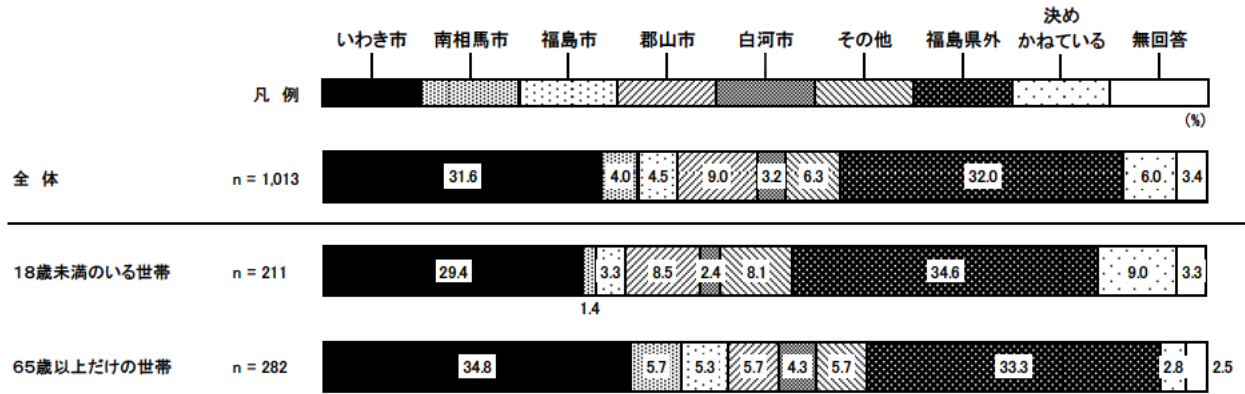 決め
いわき市 南相馬市 福島市 郡山市 白河市 その他 福島県外 かねている 無回答
凡 例
(%)
全 体 n = 1,013 31.6 4.0 4.5 9.0 3.2 6.3 32.0 6.0 3.4
18歳未満のいる世帯 n = 211 29.4 3.3 8.5 2.4 8.1 34.6 9.0 3.3
1.4
65歳以上だけの世帯 n = 282 34.8 5.7 5.3 5.7 4.3 5.7 33.3 2.8 2.5